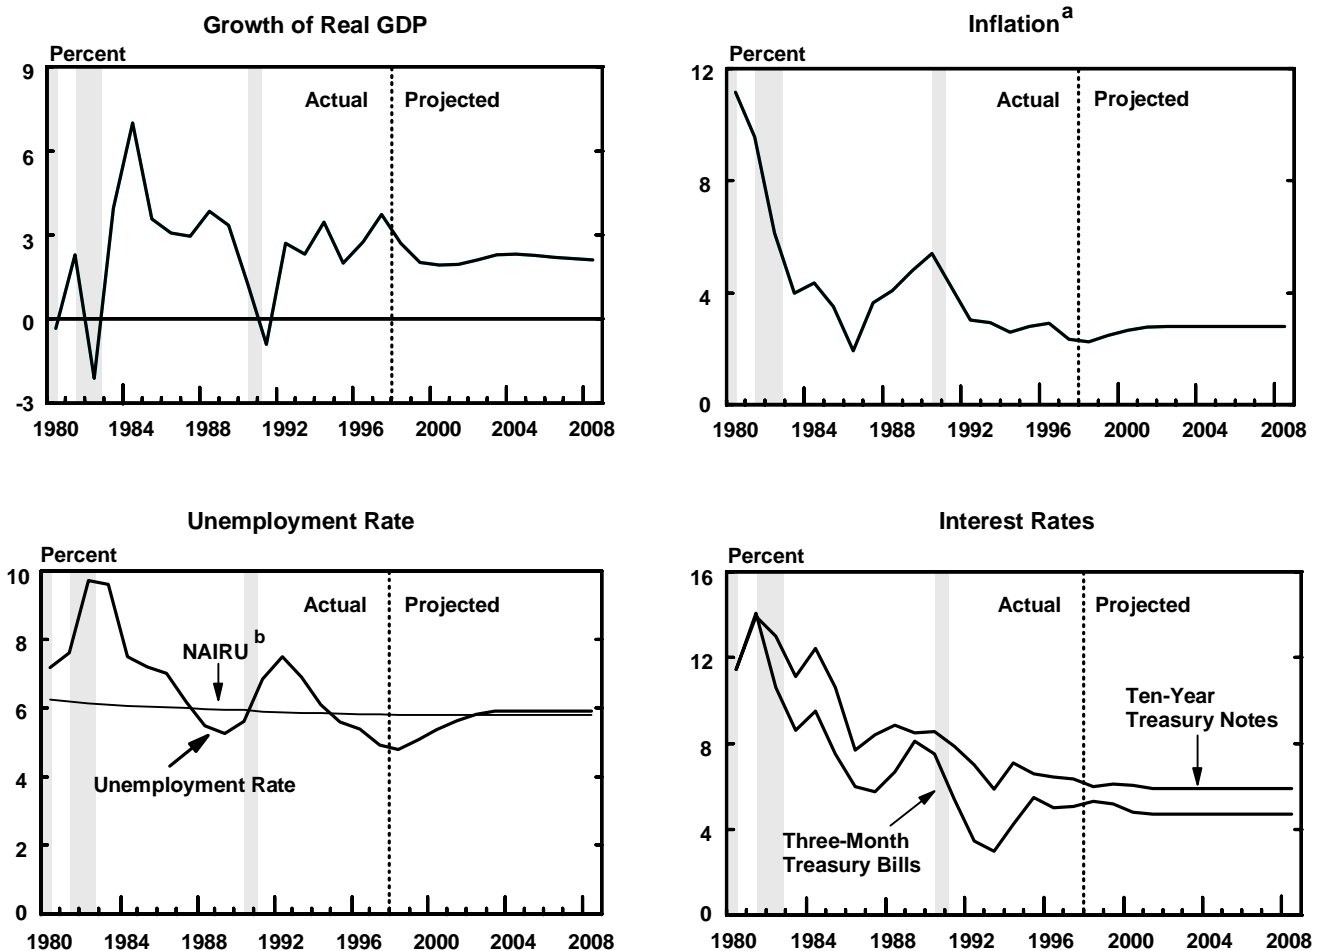 Growth of Real GDP
Percent
9
6
3
0
-3
Actual Projected
1980 1984 1988 1992 1996 2000 2004 2008
Inflation a
Percent
12
8
4
0
Actual Projected
1980 1984 1988 1992 1996 2000 2004 2008
Unemployment Rate
Percent
10
8
6
4
2
0
Actual Projected
NAIRU b
Unemployment Rate
1980 1984 1988 1992 1996 2000 2004 2008
Interest Rates
Percent
16
12
8
4
0
Actual Projected
Ten-Year
Treasury Notes
Three-Month
Treasury Bills
1980 1984 1988 1992 1996 2000 2004 2008